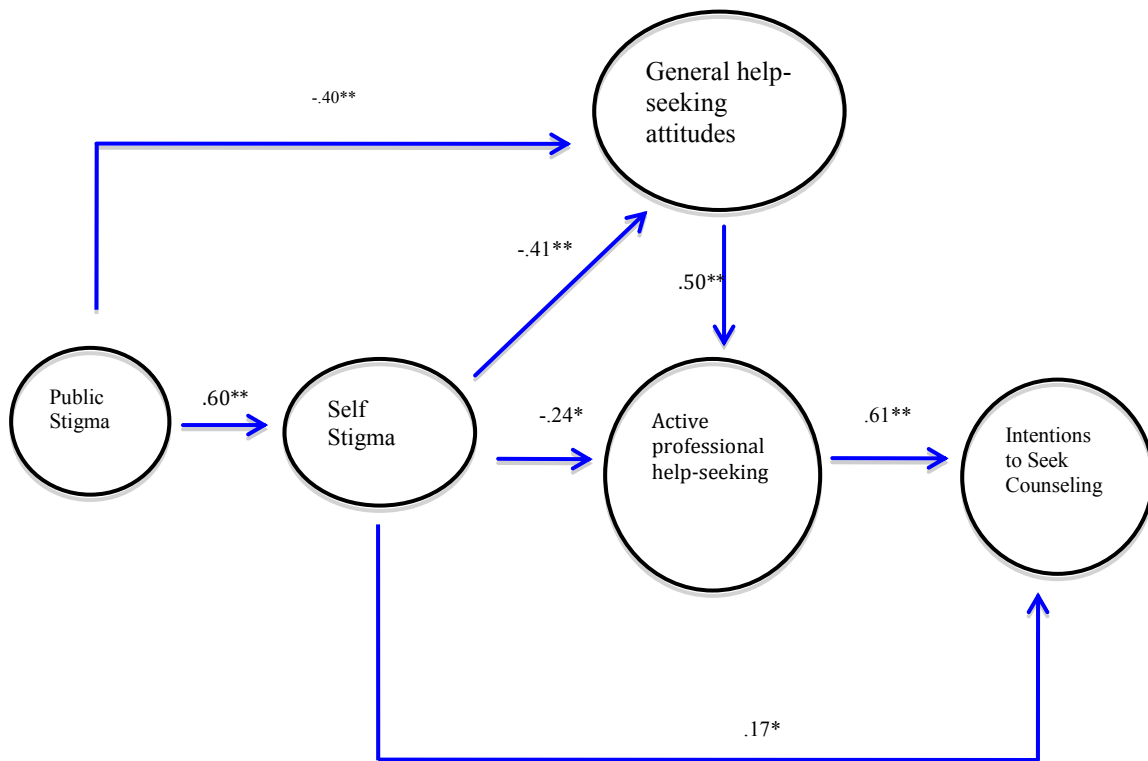 General help-
seeking
attitudes
-.40**
-.41**
.50**
Public
Stigma
.60**
Self
Stigma
-.24*
Active
professional
help-seeking
.61**
Intentions
to Seek
Counseling
.17*